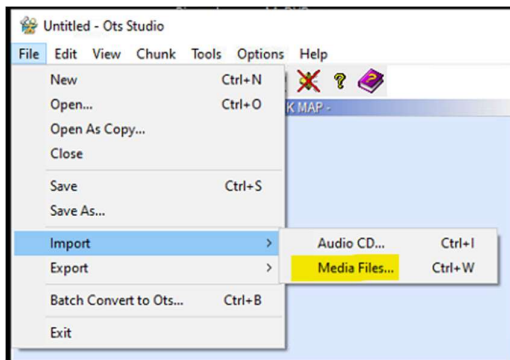 Untitled - Ots Studio
File Edit View Chunk Tools Options Help
New Ctrl+N
Open... Ctrl+O
K MAP -
Open As Copy...
Close
Save Ctrl+S
Save As...
Import > Audio CD... Ctrl+I
Export > Media Files... Ctrl+W
Batch Convert to Ots... Ctrl+B
Exit